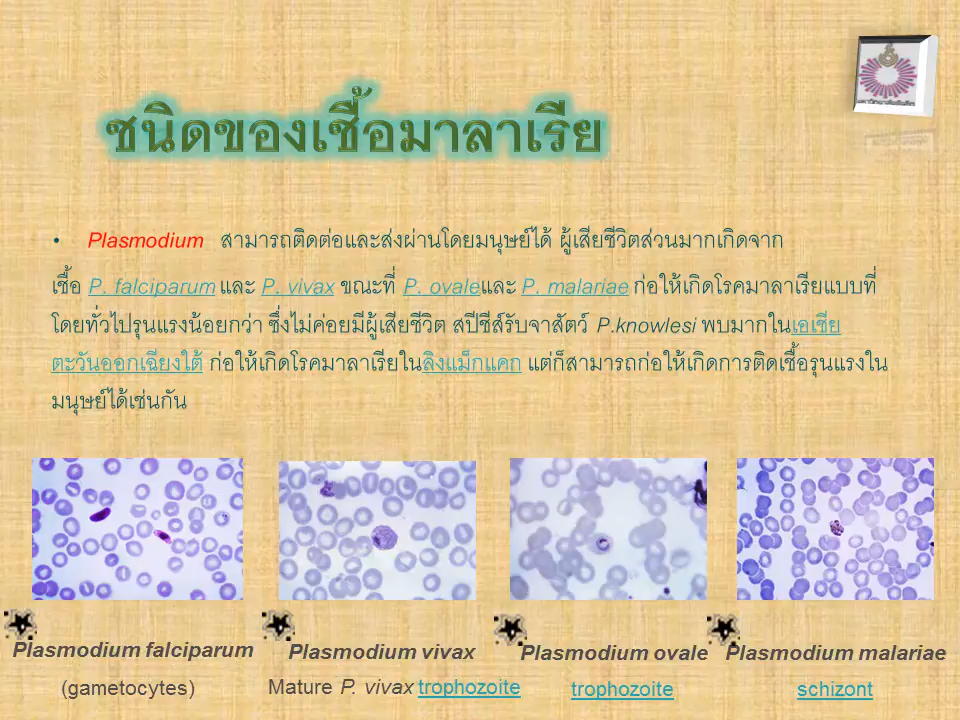 ชนิดของเชื้อมาลาเรีย
• Plasmodium สามารถติดต่อและส่งผ่านโดยมนุษย์ได้ ผู้เสียชีวิตส่วนมากเกิดจาก
เชื้อ P. falciparum และ P. vivax ขณะที่ P. ovaleและ P. malariae ก่อให้เกิดโรคมาลาเรียแบบที่
โดยทั่วไปรุนแรงน้อยกว่า ซึ่งไม่ค่อยมีผู้เสียชีวิต สปีชีส์รับจาสัตว์ P.knowlesi พบมากในเอเชีย
ตะวันออกเฉียงใต้ ก่อให้เกิดโรคมาลาเรียในลิงแม็กแคก แต่ก็สามารถก่อให้เกิดการติดเชื้อรุนแรงใน
มนุษย์ได้เช่นกัน
Plasmodium falciparum
(gametocytes)
Plasmodium vivax
Mature P. vivax trophozoite
Plasmodium ovale
trophozoite
Plasmodium malariae
schizont